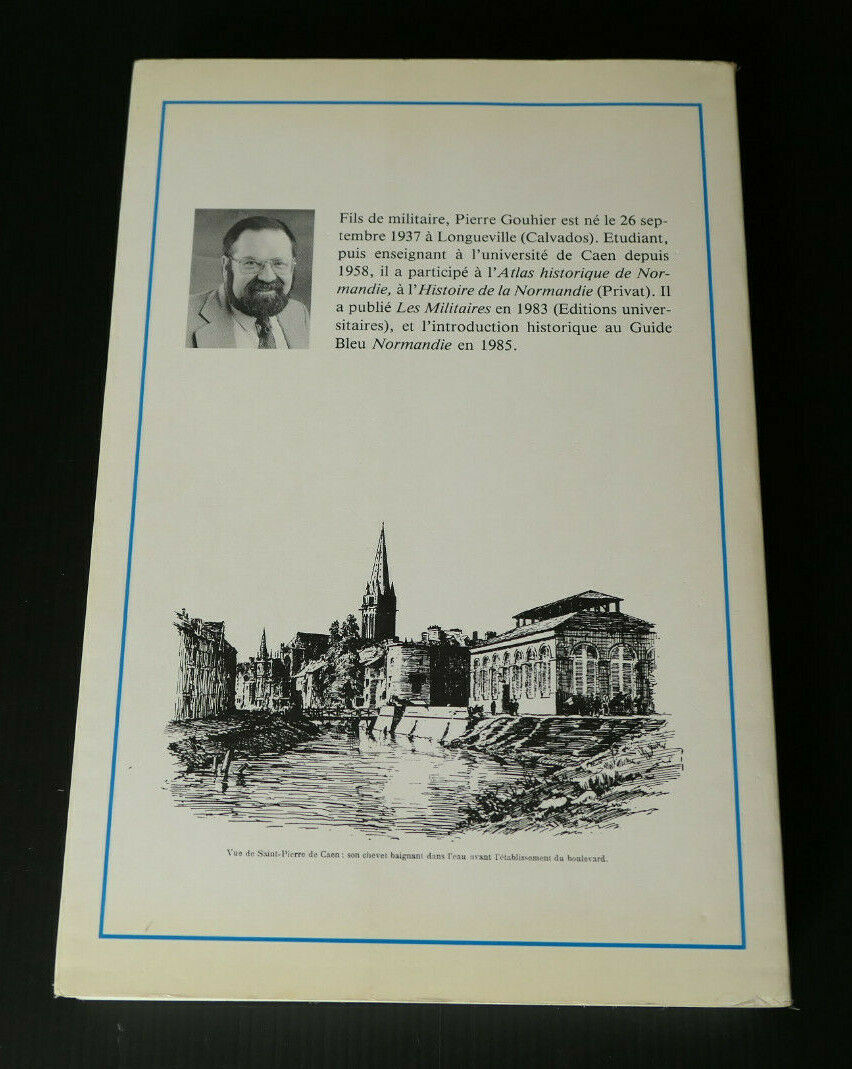 Fils de militaire, Pierre Gouhier est né le 26 sep-
tembre 1937 à Longueville (Calvados). Etudiant,
puis enseignant à l'université de Caen depuis
1958, il a participé à l'Atlas historique de Nor-
mandie, à l'Histoire de la Normandie (Privat). Il
a publié Les Militaires en 1983 (Editions univer-
sitaires), et l'introduction historique au Guide
Bleu Normandie en 1985.
Vue de Saint-Pierre de Caen : son chevet baignant dans l'eau avant l'établissement du boulevard.